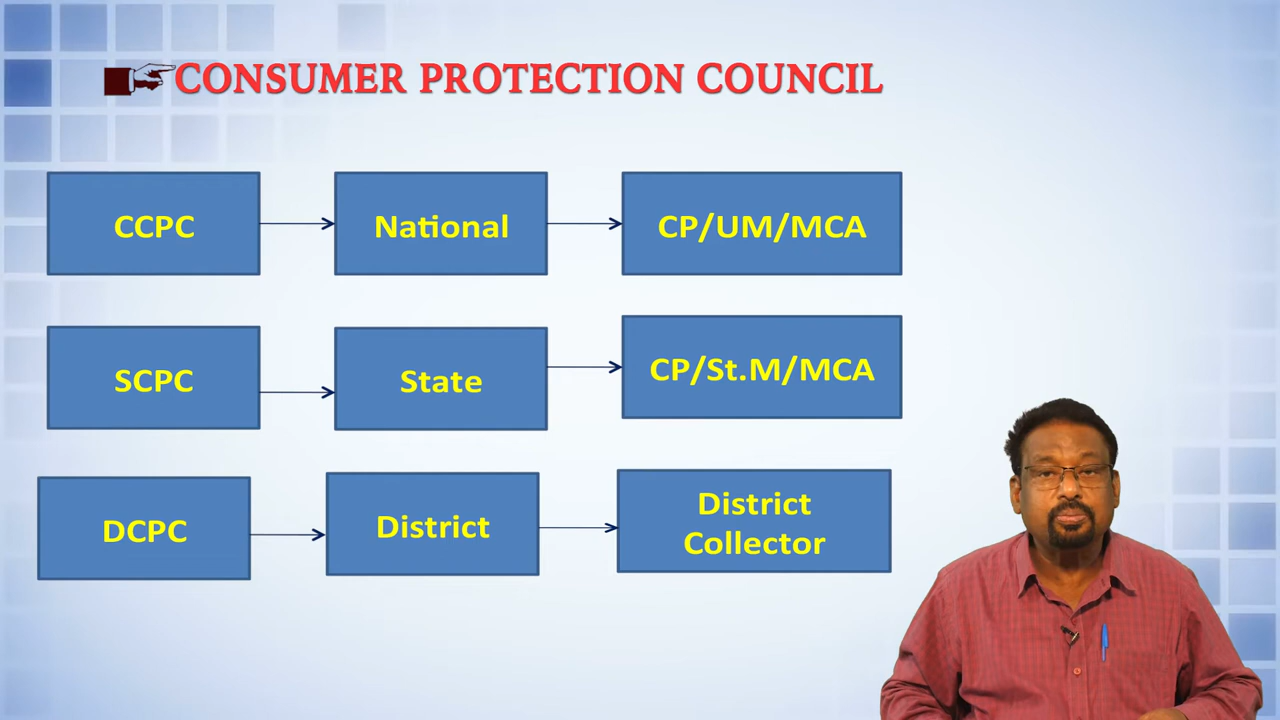 CONSUMER PROTECTION COUNCIL
CCPC
National
CP/UM/MCA
SCPC
State
CP/St.M/MCA
DCPC
District
District
Collector